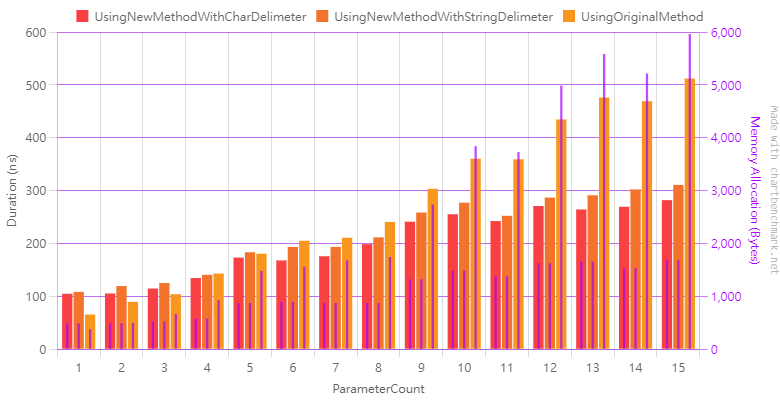 UsingNewMethodWithCharDelimeter UsingNewMethodWithStringDelimeter UsingOriginalMethod
600 6,000
500 5,000
400 4,000
300 3,000
200 2,000
100 1,000
0 0
Duration (ns)
Memory Allocation (Bytes)
Made with chartbenchmark.net
1 2 3 4 5 6 7 8 9 10 11 12 13 14 15
ParameterCount